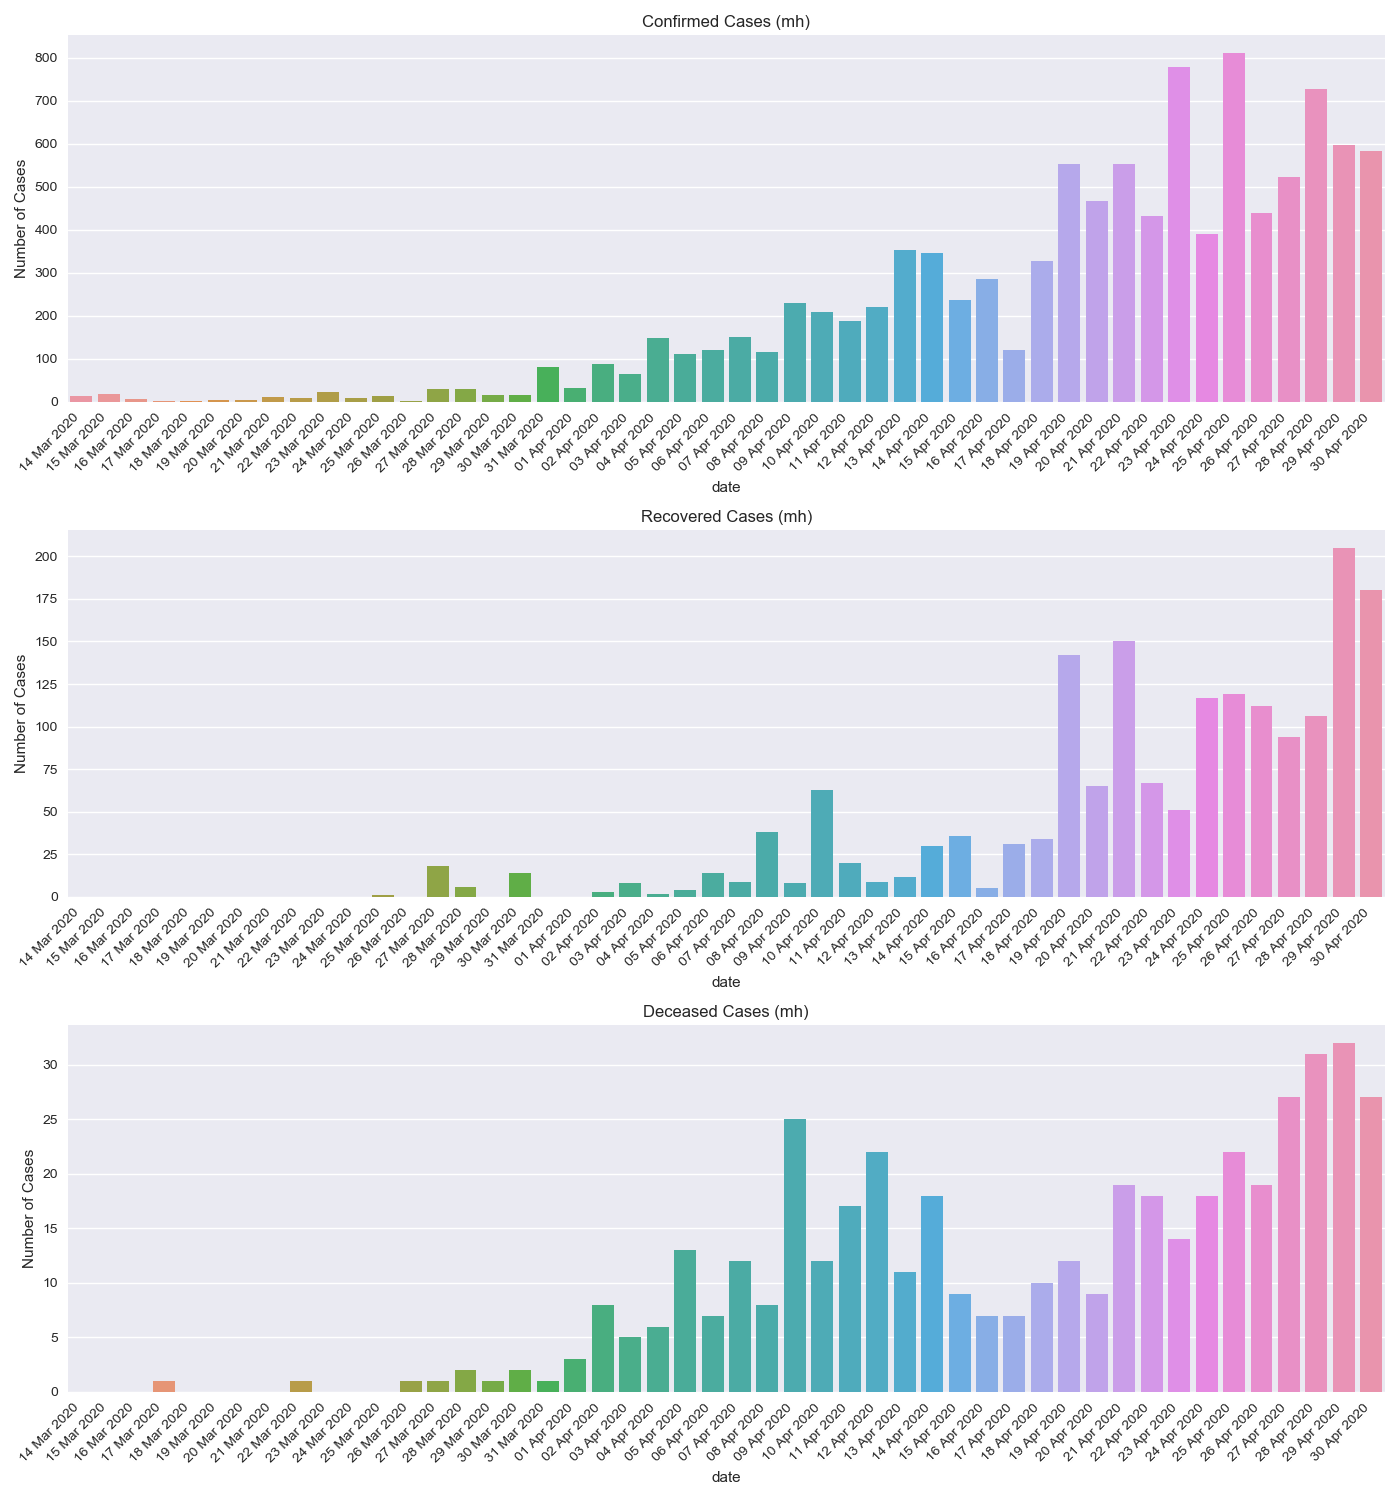 Confirmed Cases (mh)
Number of Cases
800
700
600
500
400
300
200
100
0
14 Mar 2020
15 Mar 2020
16 Mar 2020
17 Mar 2020
18 Mar 2020
19 Mar 2020
20 Mar 2020
21 Mar 2020
22 Mar 2020
23 Mar 2020
24 Mar 2020
25 Mar 2020
26 Mar 2020
27 Mar 2020
28 Mar 2020
29 Mar 2020
30 Mar 2020
31 Mar 2020
01 Apr 2020
02 Apr 2020
03 Apr 2020
04 Apr 2020
05 Apr 2020
06 Apr 2020
07 Apr 2020
08 Apr 2020
09 Apr 2020
10 Apr 2020
11 Apr 2020
12 Apr 2020
13 Apr 2020
14 Apr 2020
15 Apr 2020
16 Apr 2020
17 Apr 2020
18 Apr 2020
19 Apr 2020
20 Apr 2020
21 Apr 2020
22 Apr 2020
23 Apr 2020
24 Apr 2020
25 Apr 2020
26 Apr 2020
27 Apr 2020
28 Apr 2020
29 Apr 2020
30 Apr 2020
date
Recovered Cases (mh)
Number of Cases
200
175
150
125
100
75
50
25
0
14 Mar 2020
15 Mar 2020
16 Mar 2020
17 Mar 2020
18 Mar 2020
19 Mar 2020
20 Mar 2020
21 Mar 2020
22 Mar 2020
23 Mar 2020
24 Mar 2020
25 Mar 2020
26 Mar 2020
27 Mar 2020
28 Mar 2020
29 Mar 2020
30 Mar 2020
31 Mar 2020
01 Apr 2020
02 Apr 2020
03 Apr 2020
04 Apr 2020
05 Apr 2020
06 Apr 2020
07 Apr 2020
08 Apr 2020
09 Apr 2020
10 Apr 2020
11 Apr 2020
12 Apr 2020
13 Apr 2020
14 Apr 2020
15 Apr 2020
16 Apr 2020
17 Apr 2020
18 Apr 2020
19 Apr 2020
20 Apr 2020
21 Apr 2020
22 Apr 2020
23 Apr 2020
24 Apr 2020
25 Apr 2020
26 Apr 2020
27 Apr 2020
28 Apr 2020
29 Apr 2020
30 Apr 2020
date
Deceased Cases (mh)
Number of Cases
30
25
20
15
10
5
0
14 Mar 2020
15 Mar 2020
16 Mar 2020
17 Mar 2020
18 Mar 2020
19 Mar 2020
20 Mar 2020
21 Mar 2020
22 Mar 2020
23 Mar 2020
24 Mar 2020
25 Mar 2020
26 Mar 2020
27 Mar 2020
28 Mar 2020
29 Mar 2020
30 Mar 2020
31 Mar 2020
01 Apr 2020
02 Apr 2020
03 Apr 2020
04 Apr 2020
05 Apr 2020
06 Apr 2020
07 Apr 2020
08 Apr 2020
09 Apr 2020
10 Apr 2020
11 Apr 2020
12 Apr 2020
13 Apr 2020
14 Apr 2020
15 Apr 2020
16 Apr 2020
17 Apr 2020
18 Apr 2020
19 Apr 2020
20 Apr 2020
21 Apr 2020
22 Apr 2020
23 Apr 2020
24 Apr 2020
25 Apr 2020
26 Apr 2020
27 Apr 2020
28 Apr 2020
29 Apr 2020
30 Apr 2020
date